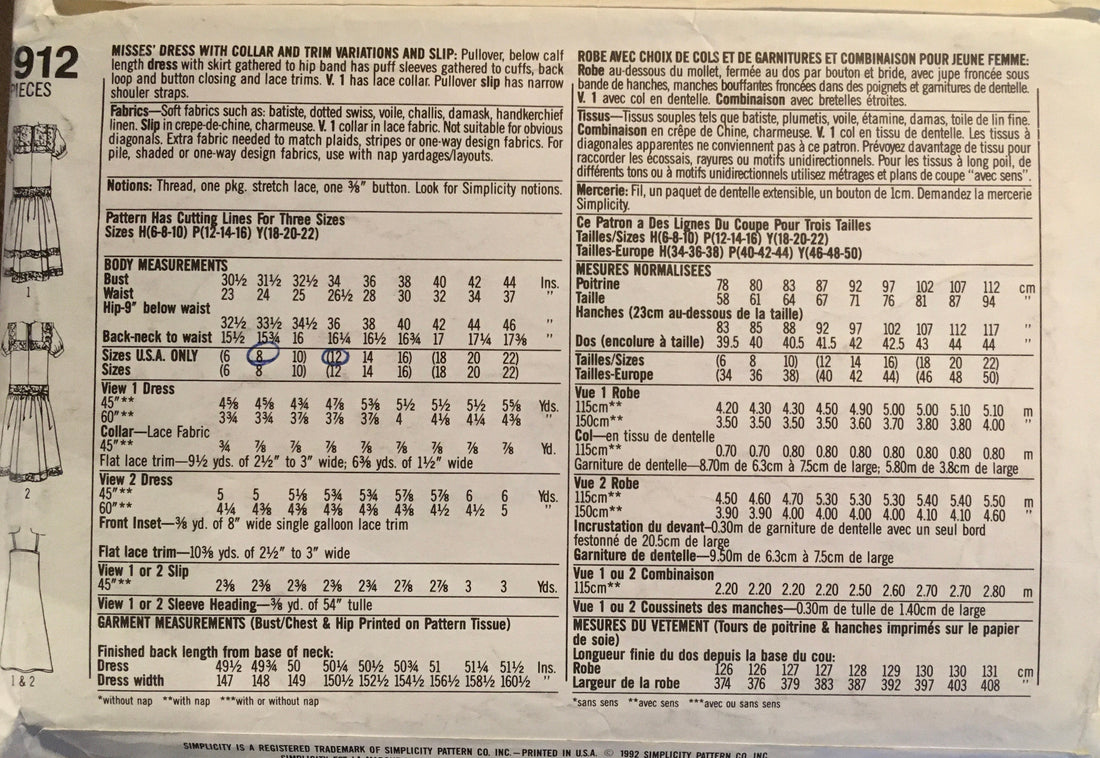 912
PIECES
1
2
1 & 2
MISSES' DRESS WITH COLLAR AND TRIM VARIATIONS AND SLIP: Pullover, below calf
length dress with skirt gathered to hip band has puff sleeves gathered to cuffs, back
loop and button closing and lace trims. V. 1 has lace collar. Pullover slip has narrow
shouler straps.
Fabrics—Soft fabrics such as: batiste, dotted swiss, voile, challis, damask, handkerchief
linen. Slip in crepe-de-chine, charmeuse. V. 1 collar in lace fabric. Not suitable for obvious
diagonals. Extra fabric needed to match plaids, stripes or one-way design fabrics. For
pile, shaded or one-way design fabrics, use with nap yardages/layouts.
Notions: Thread, one pkg. stretch lace, one ⅜" button. Look for Simplicity notions.
Pattern Has Cutting Lines For Three Sizes
Sizes H(6-8-10) P(12-14-16) Y(18-20-22)
BODY MEASUREMENTS
Bust 30½ 31½ 32½ 34 36 38 40 42 44 Ins.
Waist 23 24 25 26½ 28 30 32 34 37 "
Hip-9" below waist
32½ 33½ 34½ 36 38 40 42 44 46 "
Back-neck to waist 15½ 15¾ 16 16¼ 16½ 16¾ 17 17¼ 17⅜ "
Sizes U.S.A. ONLY (6 8 10) (12 14 16) (18 20 22)
Sizes (6 8 10) (12 14 16) (18 20 22)
View 1 Dress
45"** 4⅝ 4⅝ 4¾ 4⅞ 5⅜ 5½ 5½ 5½ 5⅝ Yds.
60"** 3¾ 3¾ 3⅞ 3⅞ 3⅞ 4 4⅛ 4¼ 4⅜ "
Collar—Lace Fabric
45"** ¾ ⅞ ⅞ ⅞ ⅞ ⅞ ⅞ ⅞ ⅞ Yd.
Flat lace trim—9½ yds. of 2½" to 3" wide; 6⅜ yds. of 1½" wide
View 2 Dress
45"** 5 5 5⅛ 5¾ 5¾ 5⅞ 5⅞ 6 6 Yds.
60"** 4¼ 4⅜ 4⅜ 4⅜ 4⅜ 4⅜ 4½ 4½ 5 "
Front Inset—⅜ yd. of 8" wide single galloon lace trim
Flat lace trim—10⅜ yds. of 2½" to 3" wide
View 1 or 2 Slip
45"** 2⅜ 2⅜ 2⅜ 2⅜ 2¾ 2⅞ 2⅞ 3 3 Yds.
View 1 or 2 Sleeve Heading—⅜ yd. of 54" tulle
GARMENT MEASUREMENTS (Bust/Chest & Hip Printed on Pattern Tissue)
Finished back length from base of neck:
Dress 49½ 49¾ 50 50¼ 50½ 50¾ 51 51¼ 51½ Ins.
Dress width 147 148 149 150½ 152½ 154½ 156½ 158½ 160½ "
*without nap **with nap ***with or without nap
ROBE AVEC CHOIX DE COLS ET DE GARNITURES ET COMBINAISON POUR JEUNE FEMME:
Robe au-dessous du mollet, fermée au dos par bouton et bride, avec jupe froncée sous
bande de hanches, manches bouffantes froncées dans des poignets et garnitures de dentelle.
V. 1 avec col en dentelle. Combinaison avec bretelles étroites.
Tissus—Tissus souples tels que batiste, plumetis, voile, étamine, damas, toile de lin fine.
Combinaison en crêpe de Chine, charmeuse. V. 1 col en tissu de dentelle. Les tissus à
diagonales apparentes ne conviennent pas à ce patron. Prévoyez davantage de tissu pour
raccorder les écossais, rayures ou motifs unidirectionnels. Pour les tissus à long poil, de
différents tons ou à motifs unidirectionnels utilisez métrages et plans de coupe "avec sens".
Mercerie: Fil, un paquet de dentelle extensible, un bouton de 1cm. Demandez la mercerie
Simplicity.
Ce Patron a Des Lignes Du Coupe Pour Trois Tailles
Tailles/Sizes H(6-8-10) P(12-14-16) Y(18-20-22)
Tailles-Europe H(34-36-38) P(40-42-44) Y(46-48-50)
MESURES NORMALISEES
Poitrine 78 80 83 87 92 97 102 107 112 cm
Taille 58 61 64 67 71 76 81 87 94 "
Hanches (23cm au-dessous de la taille)
83 85 88 92 97 102 107 112 117 "
Dos (encolure à taille) 39.5 40 40.5 41.5 42 42.5 43 44 44 "
Tailles/Sizes (6 8 10) (12 14 16) (18 20 22)
Tailles-Europe (34 36 38) (40 42 44) (46 48 50)
Vue 1 Robe
115cm** 4.20 4.30 4.30 4.50 4.90 5.00 5.00 5.10 5.10 m
150cm** 3.50 3.50 3.50 3.50 3.60 3.70 3.80 3.80 4.00 "
Col—en tissu de dentelle
115cm** 0.70 0.70 0.80 0.80 0.80 0.80 0.80 0.80 0.80 m
Garniture de dentelle—8.70m de 6.3cm à 7.5cm de large; 5.80m de 3.8cm de large
Vue 2 Robe
115cm** 4.50 4.60 4.70 5.30 5.30 5.30 5.40 5.40 5.50 m
150cm** 3.90 3.90 4.00 4.00 4.00 4.00 4.10 4.10 4.60 "
Incrustation du devant—0.30m de garniture de dentelle avec un seul bord
festonné de 20.5cm de large
Garniture de dentelle—9.50m de 6.3cm à 7.5cm de large
Vue 1 ou 2 Combinaison
115cm** 2.20 2.20 2.20 2.20 2.50 2.60 2.70 2.70 2.80 m
Vue 1 ou 2 Coussinets des manches—0.30m de tulle de 1.40cm de large
MESURES DU VETEMENT (Tours de poitrine & hanches imprimés sur le papier
de soie)
Longueur finie du dos depuis la base du cou:
Robe 126 126 127 127 128 129 130 130 131 cm
Largeur de la robe 374 376 379 383 387 392 397 403 408 "
*sans sens **avec sens ***avec ou sans sens
SIMPLICITY IS A REGISTERED TRADEMARK OF SIMPLICITY PATTERN CO. INC.—PRINTED IN U.S.A. © 1992 SIMPLICITY PATTERN CO. INC.